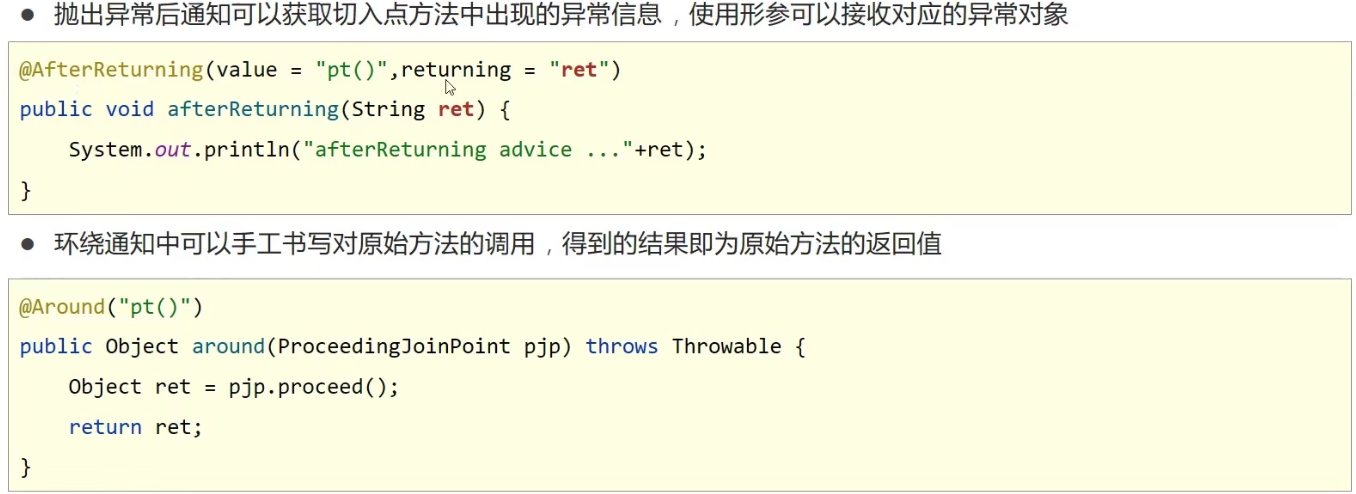 ● 抛出异常后通知可以获取切入点方法中出现的异常信息，使用形参可以接收对应的异常对象
@AfterReturning(value = "pt()",returning = "ret")
public void afterReturning(String ret) {
    System.out.println("afterReturning advice ..."+ret);
}
● 环绕通知中可以手工书写对原始方法的调用，得到的结果即为原始方法的返回值
@Around("pt()")
public Object around(ProceedingJoinPoint pjp) throws Throwable {
    Object ret = pjp.proceed();
    return ret;
}